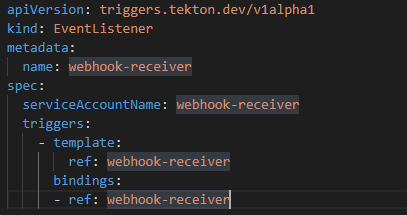 apiVersion: triggers.tekton.dev/v1alpha1
kind: EventListener
metadata:
  name: webhook-receiver
spec:
  serviceAccountName: webhook-receiver
  triggers:
    - template:
        ref: webhook-receiver
      bindings:
      - ref: webhook-receiver